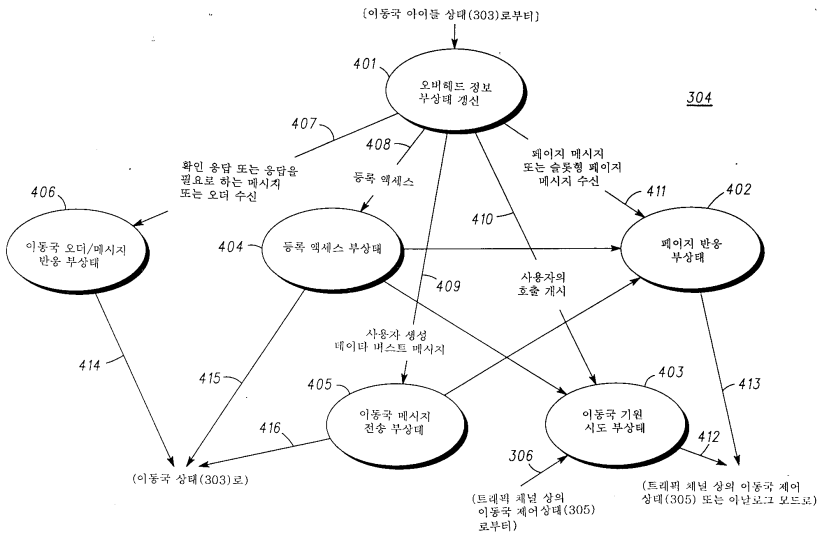 [이동국 아이들 상태(303)로부터]
401
오버헤드 정보
부상태 갱신
304
407
408
확인 응답 또는 응답을
필요로 하는 메시지
또는 오더 수신
등록 액세스
페이지 메시지
또는 슬롯형 페이지
메시지 수신
411
402
406
410
이동국 오더/메시지
반응 부상태
404
등록 액세스 부상태
페이지 반응
부상태
409
사용자의
호출 개시
사용자 생성
데이타 버스트 메시지
414
415
405
403
413
이동국 메시지
전송 부상태
이동국 기원
시도 부상태
416
412
306
(이동국 상태(303)로)
(트래픽 채널 상의
이동국 제어상태(305)
로부터)
(트래픽 채널 상의 이동국 제어
상태(305) 또는 아날로그 모드로)